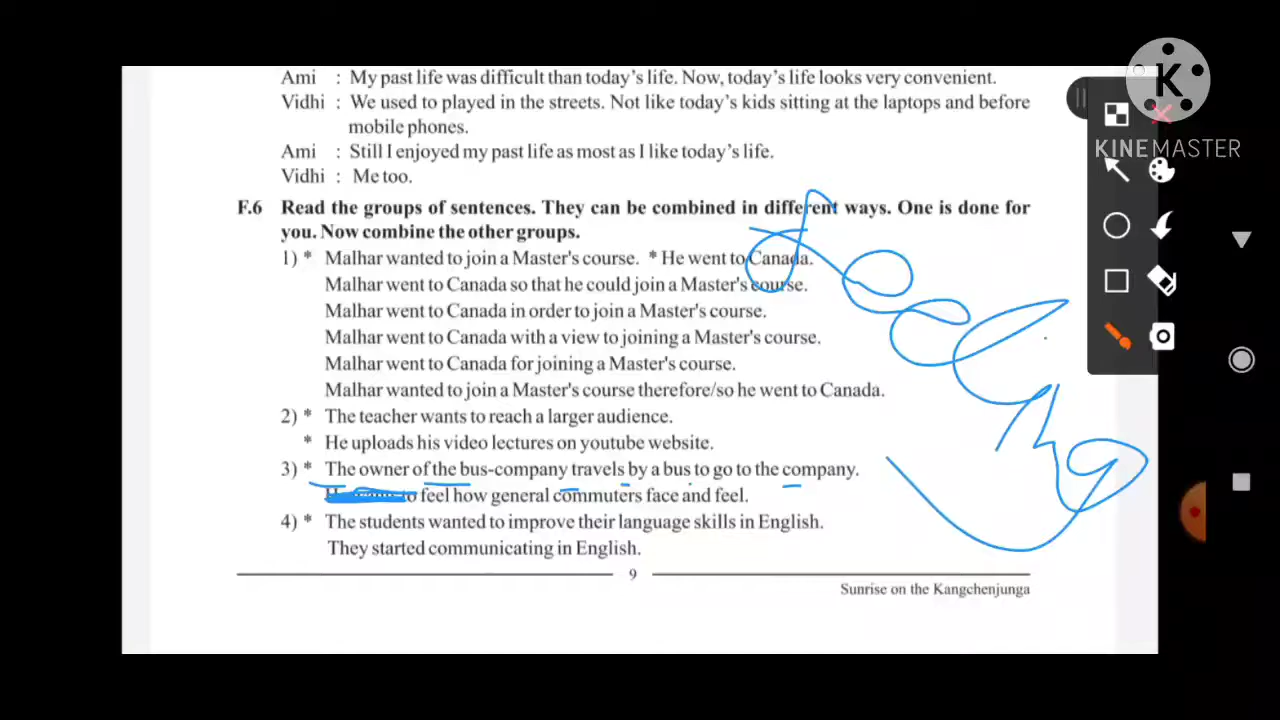 Ami : My past life was difficult than today's life. Now, today's life looks very convenient.
Vidhi : We used to played in the streets. Not like today's kids sitting at the laptops and before
mobile phones.
Ami : Still I enjoyed my past life as most as I like today's life.
Vidhi : Me too.
F.6 Read the groups of sentences. They can be combined in different ways. One is done for
you. Now combine the other groups.
1) * Malhar wanted to join a Master's course. * He went to Canada.
Malhar went to Canada so that he could join a Master's course.
Malhar went to Canada in order to join a Master's course.
Malhar went to Canada with a view to joining a Master's course.
Malhar went to Canada for joining a Master's course.
Malhar wanted to join a Master's course therefore/so he went to Canada.
2) * The teacher wants to reach a larger audience.
* He uploads his video lectures on youtube website.
3) * The owner of the bus-company travels by a bus to go to the company.
feel how general commuters face and feel.
4) * The students wanted to improve their language skills in English.
They started communicating in English.
9
Sunrise on the Kangchenjunga
K
KINEMASTER